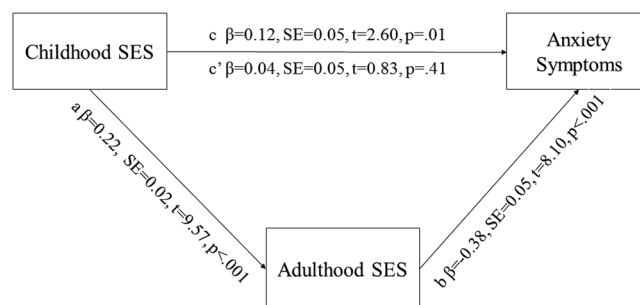 c β=0.12, SE=0.05, t=2.60, p=.01
Childhood SES
Anxiety
Symptoms
c’ β=0.04, SE=0.05, t=0.83, p=.41
a β=0.22, SE=0.02, t=9.57, p<.001
b β=-0.38, SE=0.05, t=8.10, p<.001
Adulthood SES